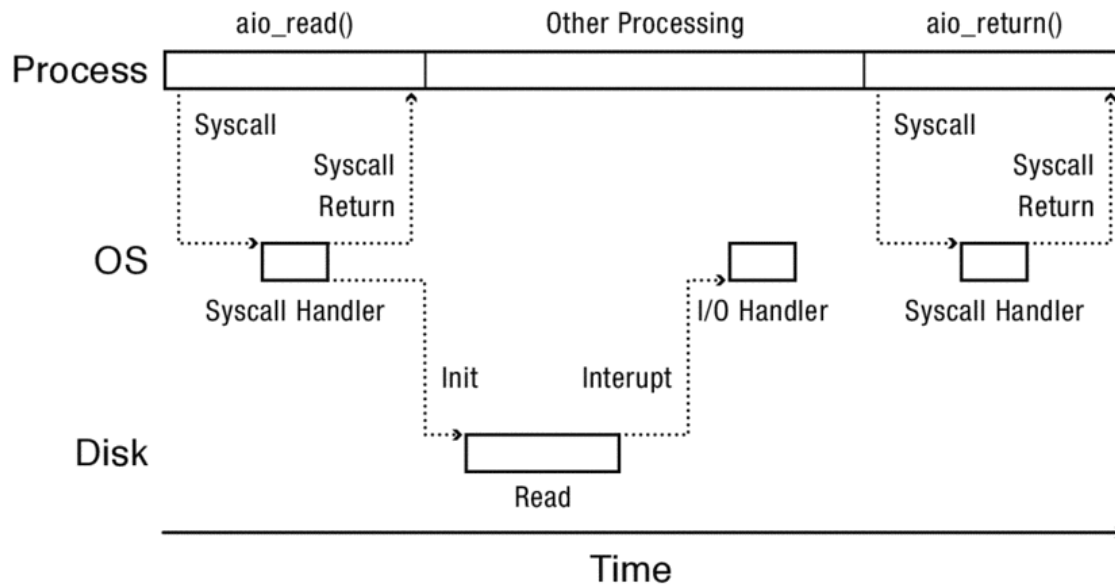 aio_read()
Other Processing
aio_return()
Process
Syscall
Syscall
Return
Syscall
Syscall
Return
OS
Syscall Handler
I/O Handler
Syscall Handler
Init
Interupt
Disk
Read
Time